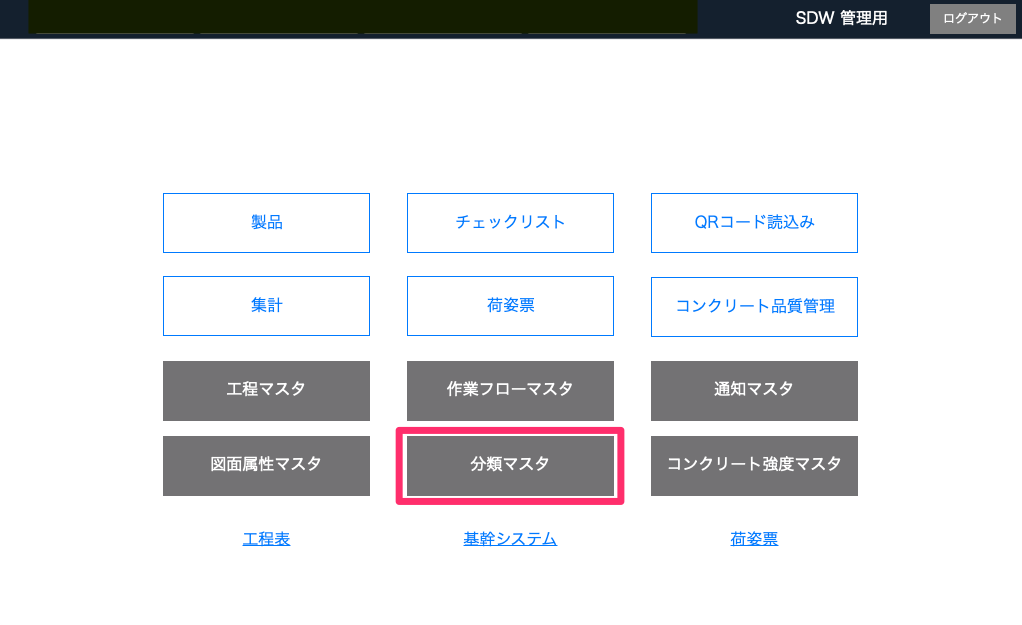 SDW 管理用
ログアウト
製品
チェックリスト
QRコード読込み
集計
荷姿票
コンクリート品質管理
工程マスタ
作業フローマスタ
通知マスタ
図面属性マスタ
分類マスタ
コンクリート強度マスタ
工程表
基幹システム
荷姿票